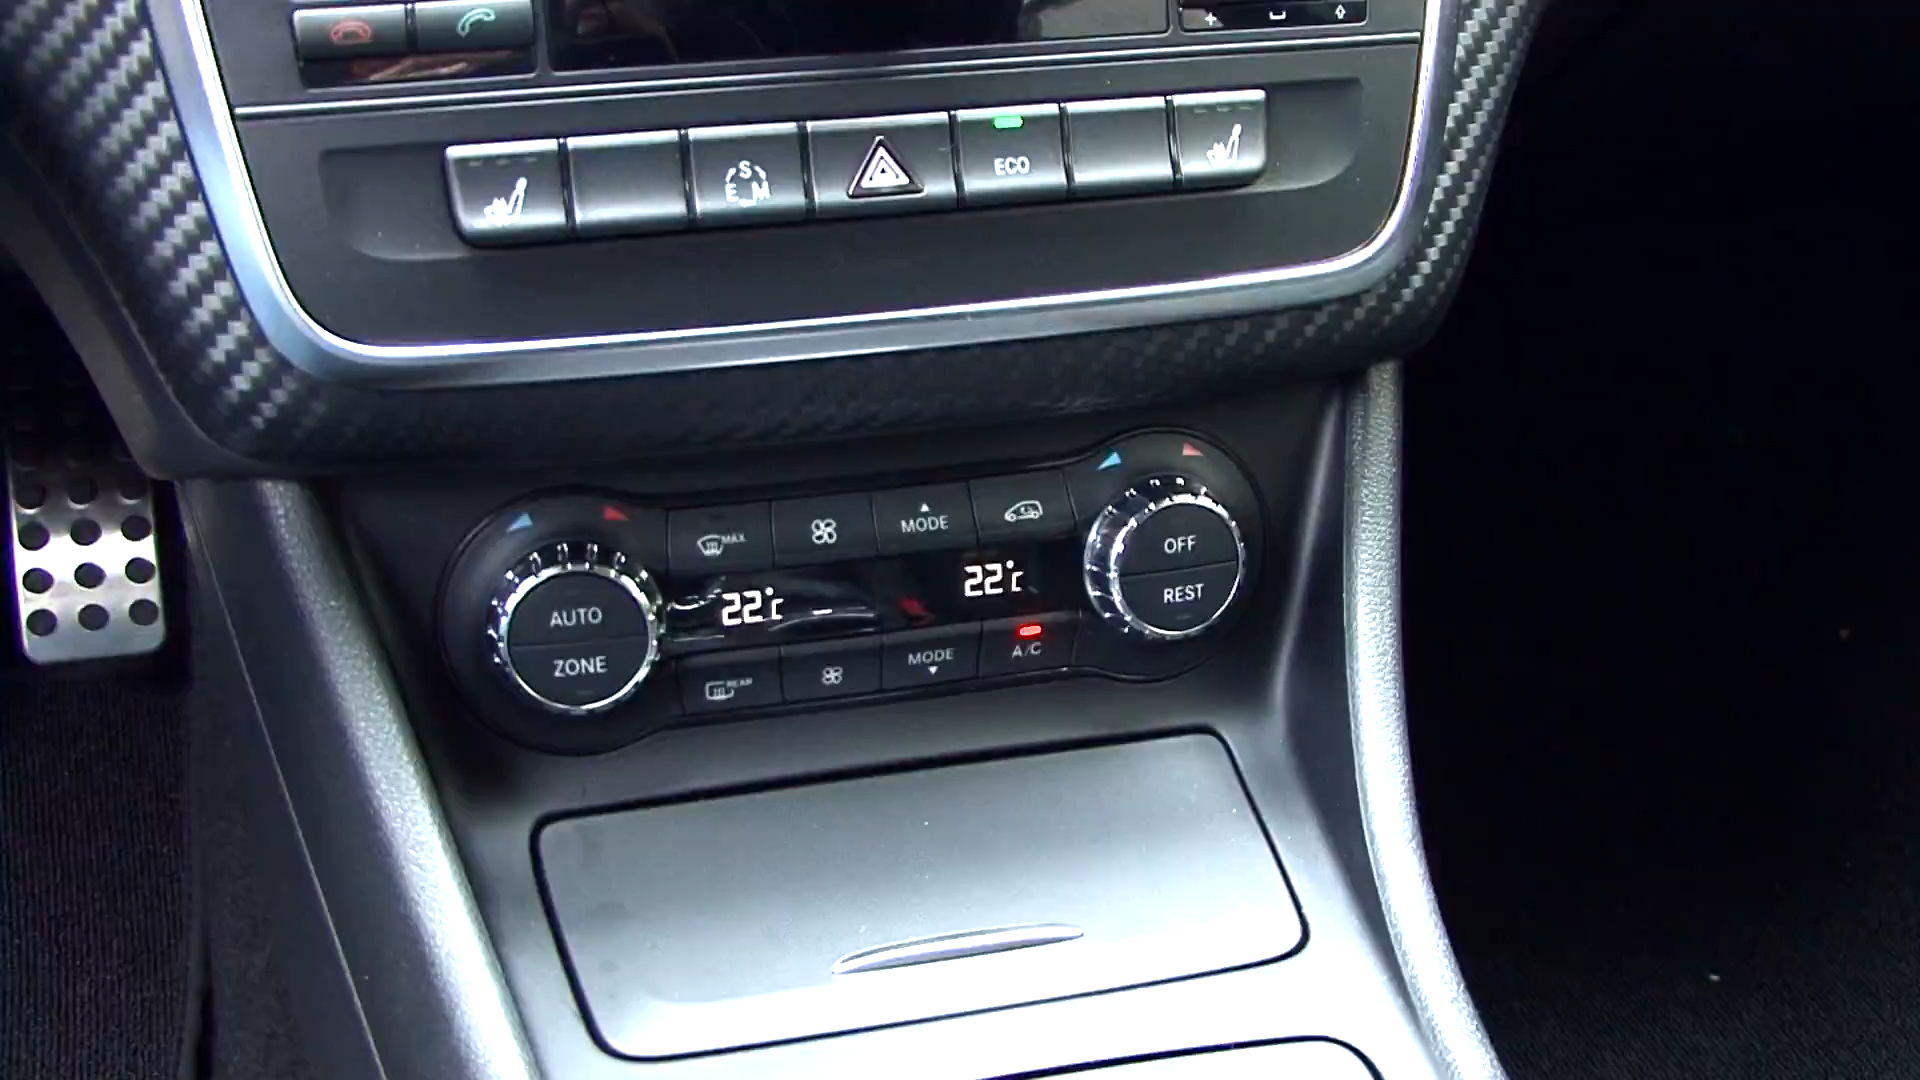 S
E M
ECO
MAX
MODE
OFF
REST
AUTO
ZONE
22°C
22°C
REAR
MODE
A/C